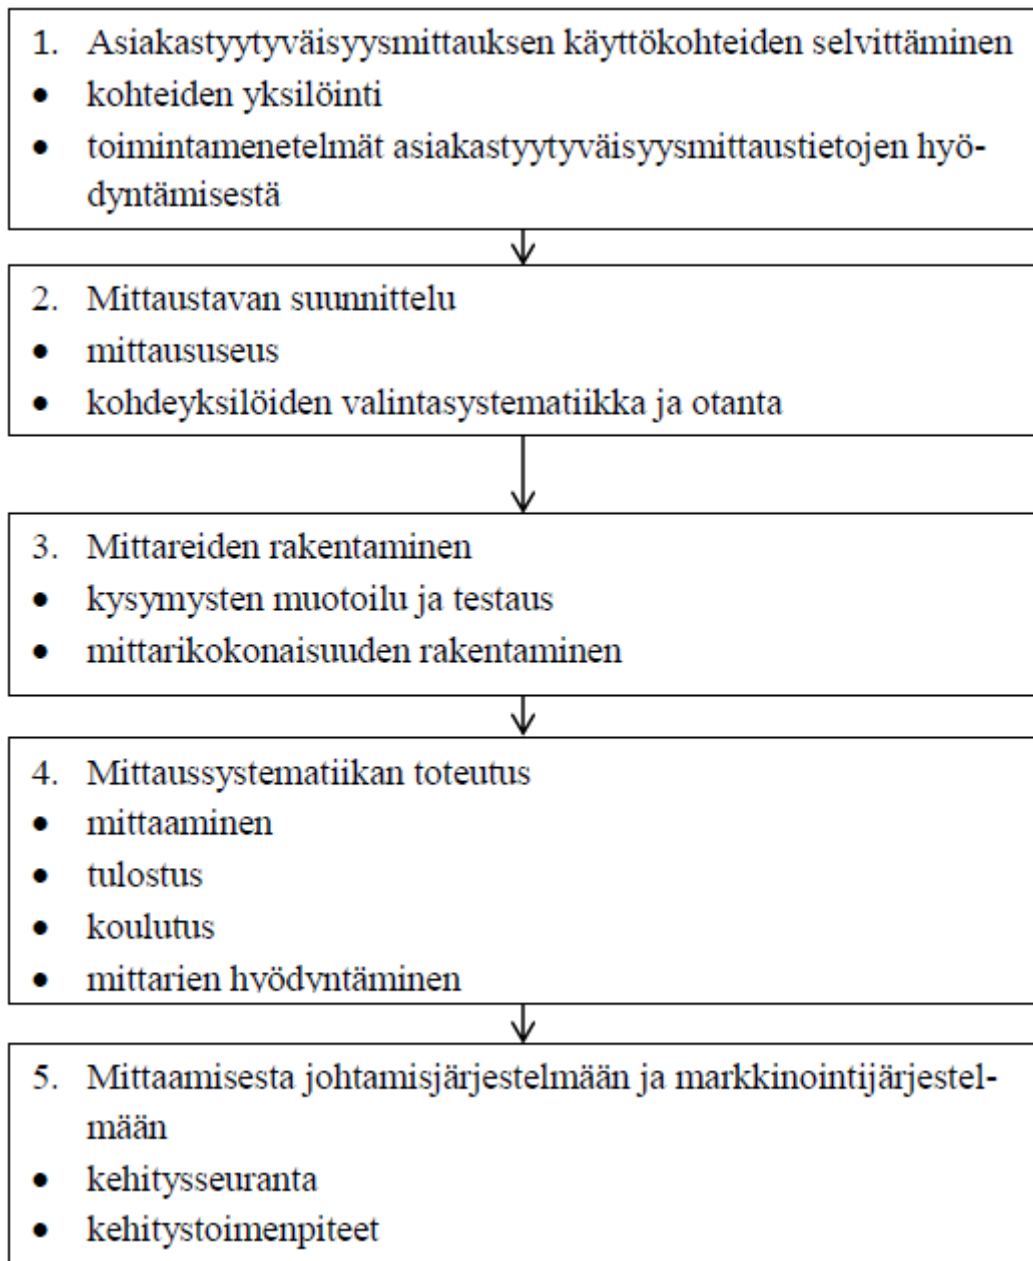 1. Asiakastyytyväisyysmittauksen käyttökohteiden selvittäminen
• kohteiden yksilöinti
• toimintamenetelmät asiakastyytyväisyysmittaustietojen hyö-
dyntämisestä
2. Mittaustavan suunnittelu
• mittaususeus
• kohdeyksilöiden valintasystematiikka ja otanta
3. Mittareiden rakentaminen
• kysymysten muotoilu ja testaus
• mittarikokonaisuuden rakentaminen
4. Mittaussystematiikan toteutus
• mittaaminen
• tulostus
• koulutus
• mittarien hyödyntäminen
5. Mittaamisesta johtamisjärjestelmään ja markkinointijärjestel-
mään
• kehitysseuranta
• kehitystoimenpiteet